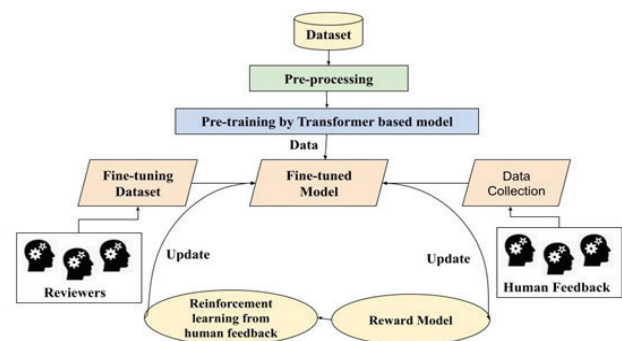 Dataset
Pre-processing
Pre-training by Transformer based model
Data
Fine-tuning
Dataset
Fine-tuned
Model
Data
Collection
Reviewers
Update
Update
Human Feedback
Reinforcement
learning from
human feedback
Reward Model